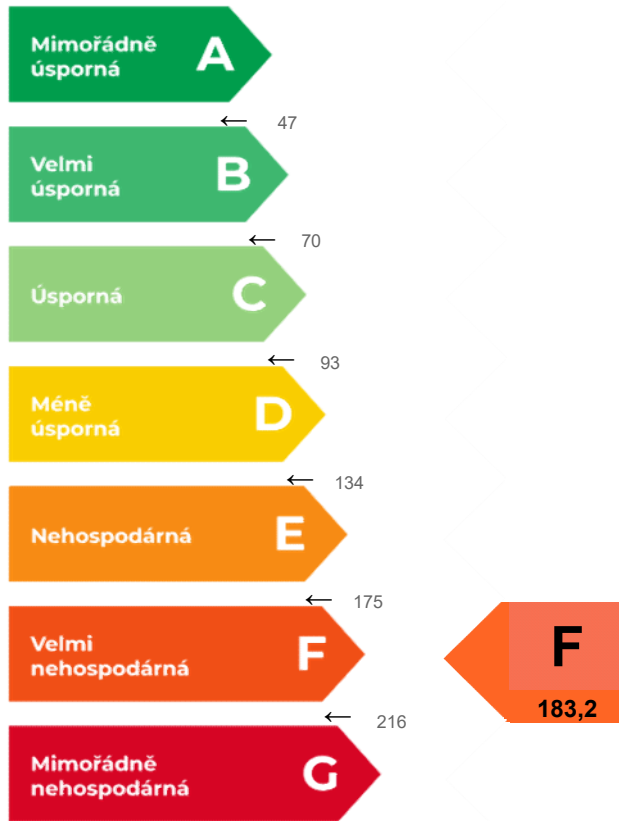 Mimořádně
úsporná
A
← 47
Velmi
úsporná
B
← 70
Úsporná
C
← 93
Méně
úsporná
D
← 134
Nehospodárná
E
← 175
Velmi
nehospodárná
F
F
183,2
← 216
Mimořádně
nehospodárná
G